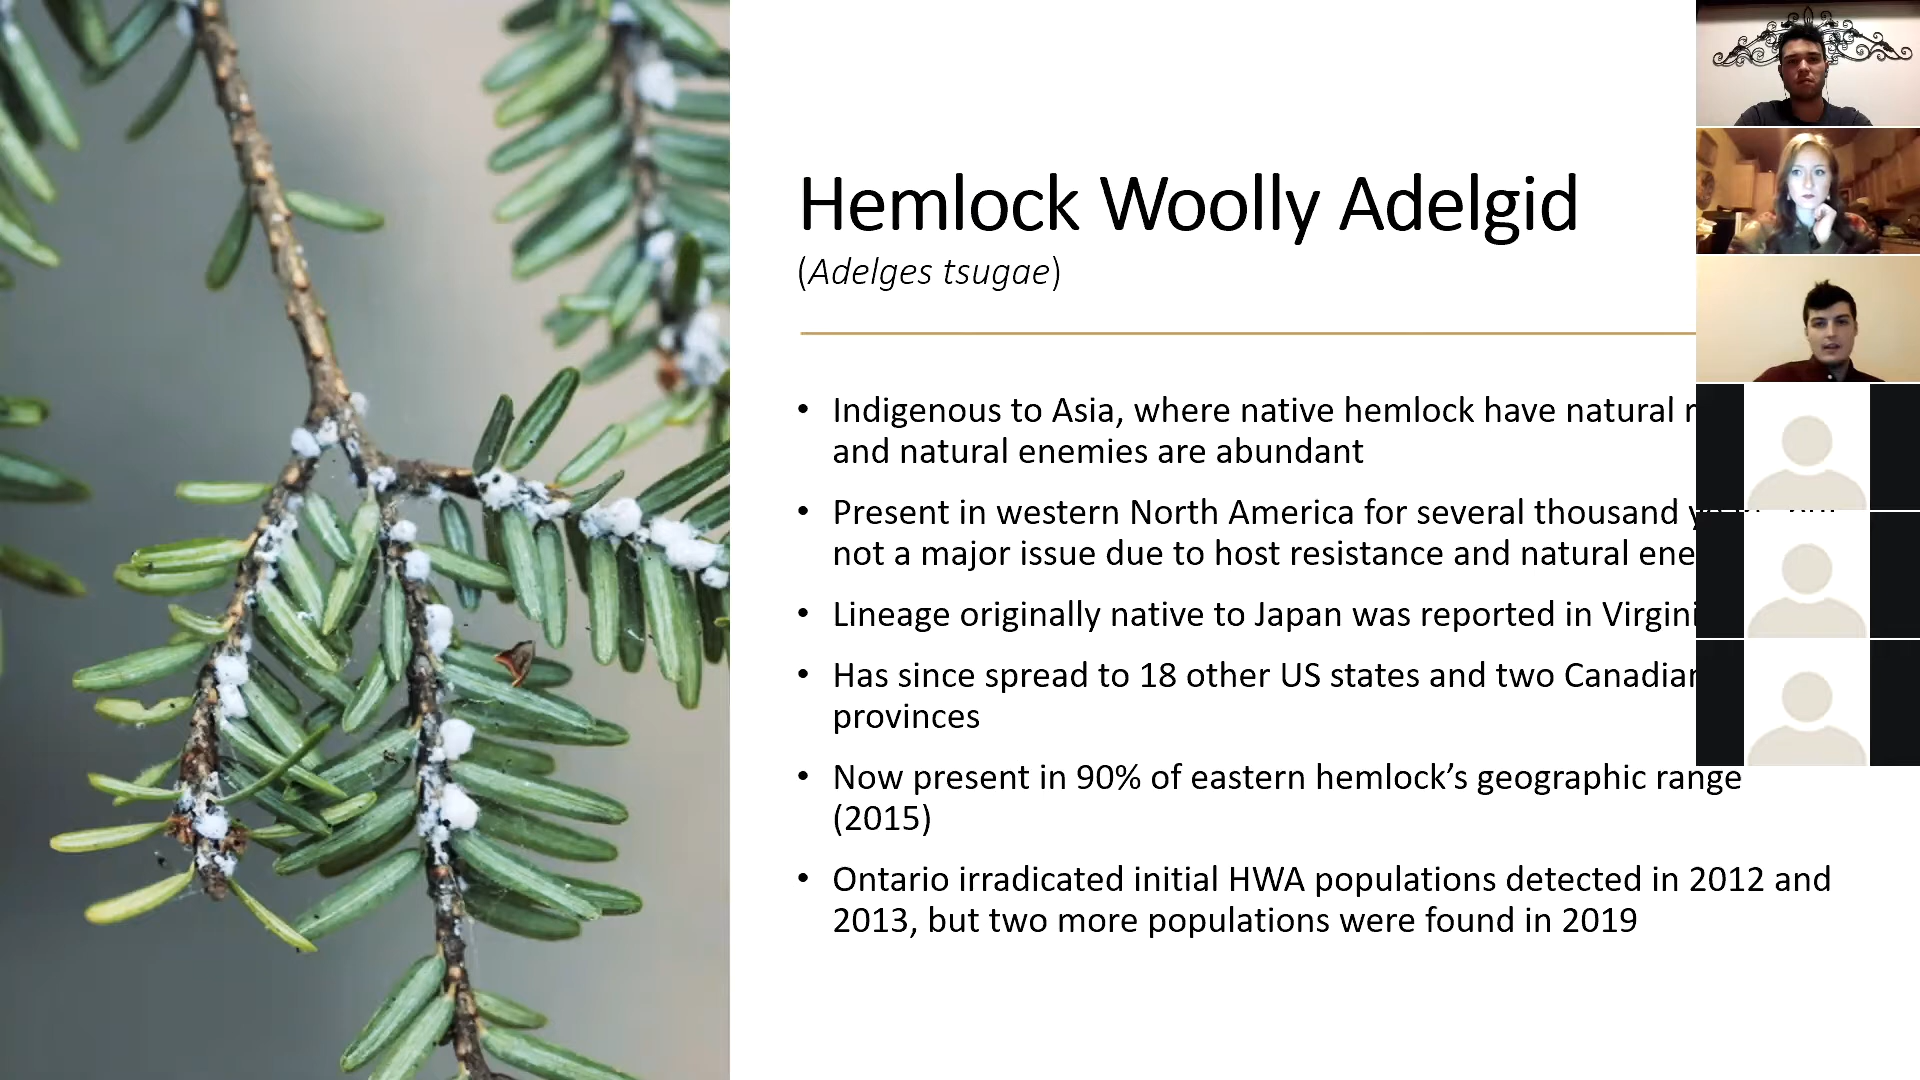 Hemlock Woolly Adelgid
(Adelges tsugae)
• Indigenous to Asia, where native hemlock have natural
and natural enemies are abundant
• Present in western North America for several thousand
not a major issue due to host resistance and natural
• Lineage originally native to Japan was reported in
• Has since spread to 18 other US states and two
provinces
• Now present in 90% of eastern hemlock’s geographic range
(2015)
• Ontario irradicated initial HWA populations detected in 2012 and
2013, but two more populations were found in 2019